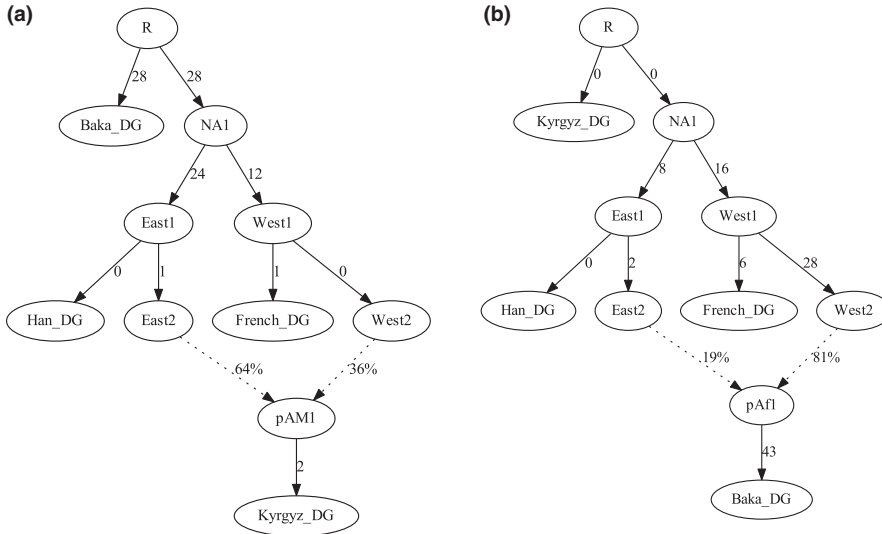 (a)
R
28
28
Baka_DG
NA1
24
12
East1
West1
0
1
1
0
Han_DG
East2
French_DG
West2
64%
36%
pAM1
2
Kyrgyz_DG
(b)
R
0
0
Kyrgyz_DG
NA1
8
16
East1
West1
0
2
6
28
Han_DG
East2
French_DG
West2
19%
81%
pAf1
43
Baka_DG